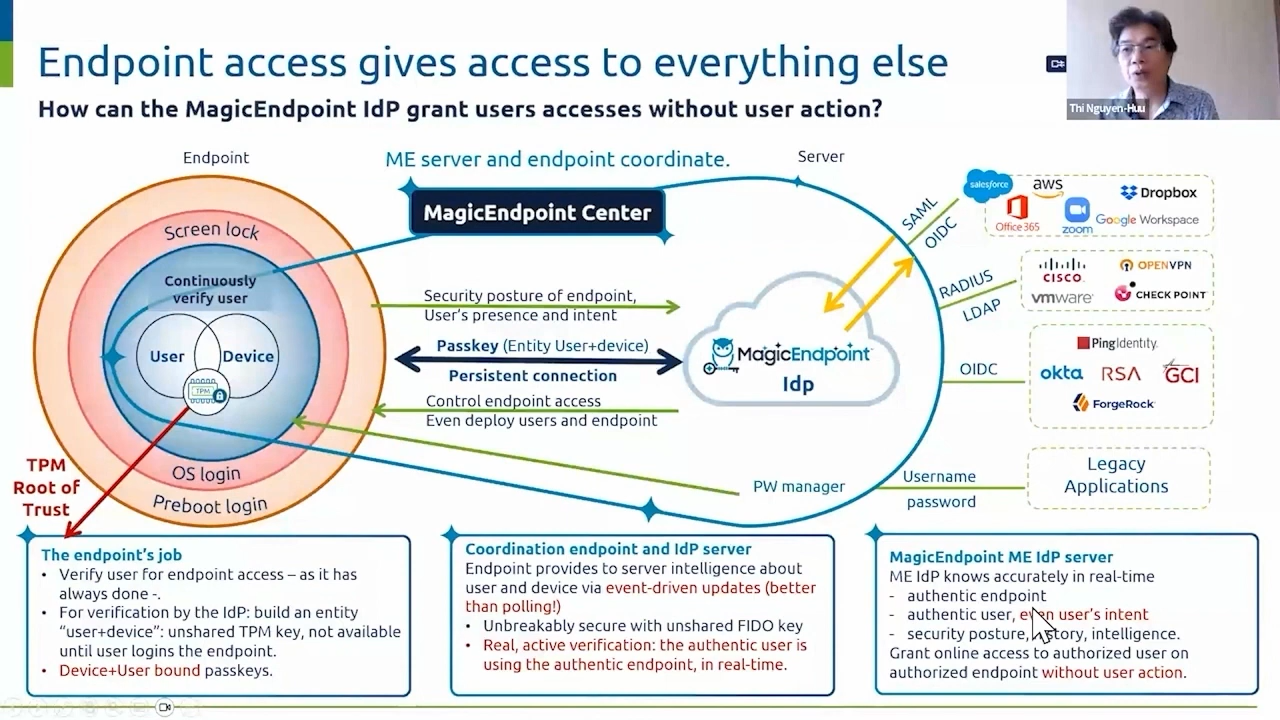 Endpoint access gives access to everything else
How can the MagicEndpoint IdP grant users accesses without user action?
Thi Nguyen-Huu
Endpoint
ME server and endpoint coordinate.
Server
MagicEndpoint Center
Screen lock
Continuously
verify user
User
Device
TPM
OS login
Preboot login
TPM
Root of
Trust
Security posture of endpoint,
User's presence and intent
Passkey (Entity User+device)
Persistent connection
Control endpoint access
Even deploy users and endpoint
PW manager
MagicEndpoint
Idp
SAML
OIDC
salesforce
aws
Dropbox
Office 365
zoom
Google Workspace
RADIUS
LDAP
CISCO
OPENVPN
vmware
CHECK POINT
OIDC
PingIdentity.
okta
RSA
GCI
ForgeRock
Username
password
Legacy
Applications
The endpoint's job
• Verify user for endpoint access – as it has
always done -.
• For verification by the IdP: build an entity
"user+device": unshared TPM key, not available
until user logins the endpoint.
• Device+User bound passkeys.
Coordination endpoint and IdP server
Endpoint provides to server intelligence about
user and device via event-driven updates (better
than polling!)
• Unbreakably secure with unshared FIDO key
• Real, active verification: the authentic user is
using the authentic endpoint, in real-time.
MagicEndpoint ME IdP server
ME IdP knows accurately in real-time
- authentic endpoint
- authentic user, even user's intent
- security posture, history, intelligence.
Grant online access to authorized user on
authorized endpoint without user action.